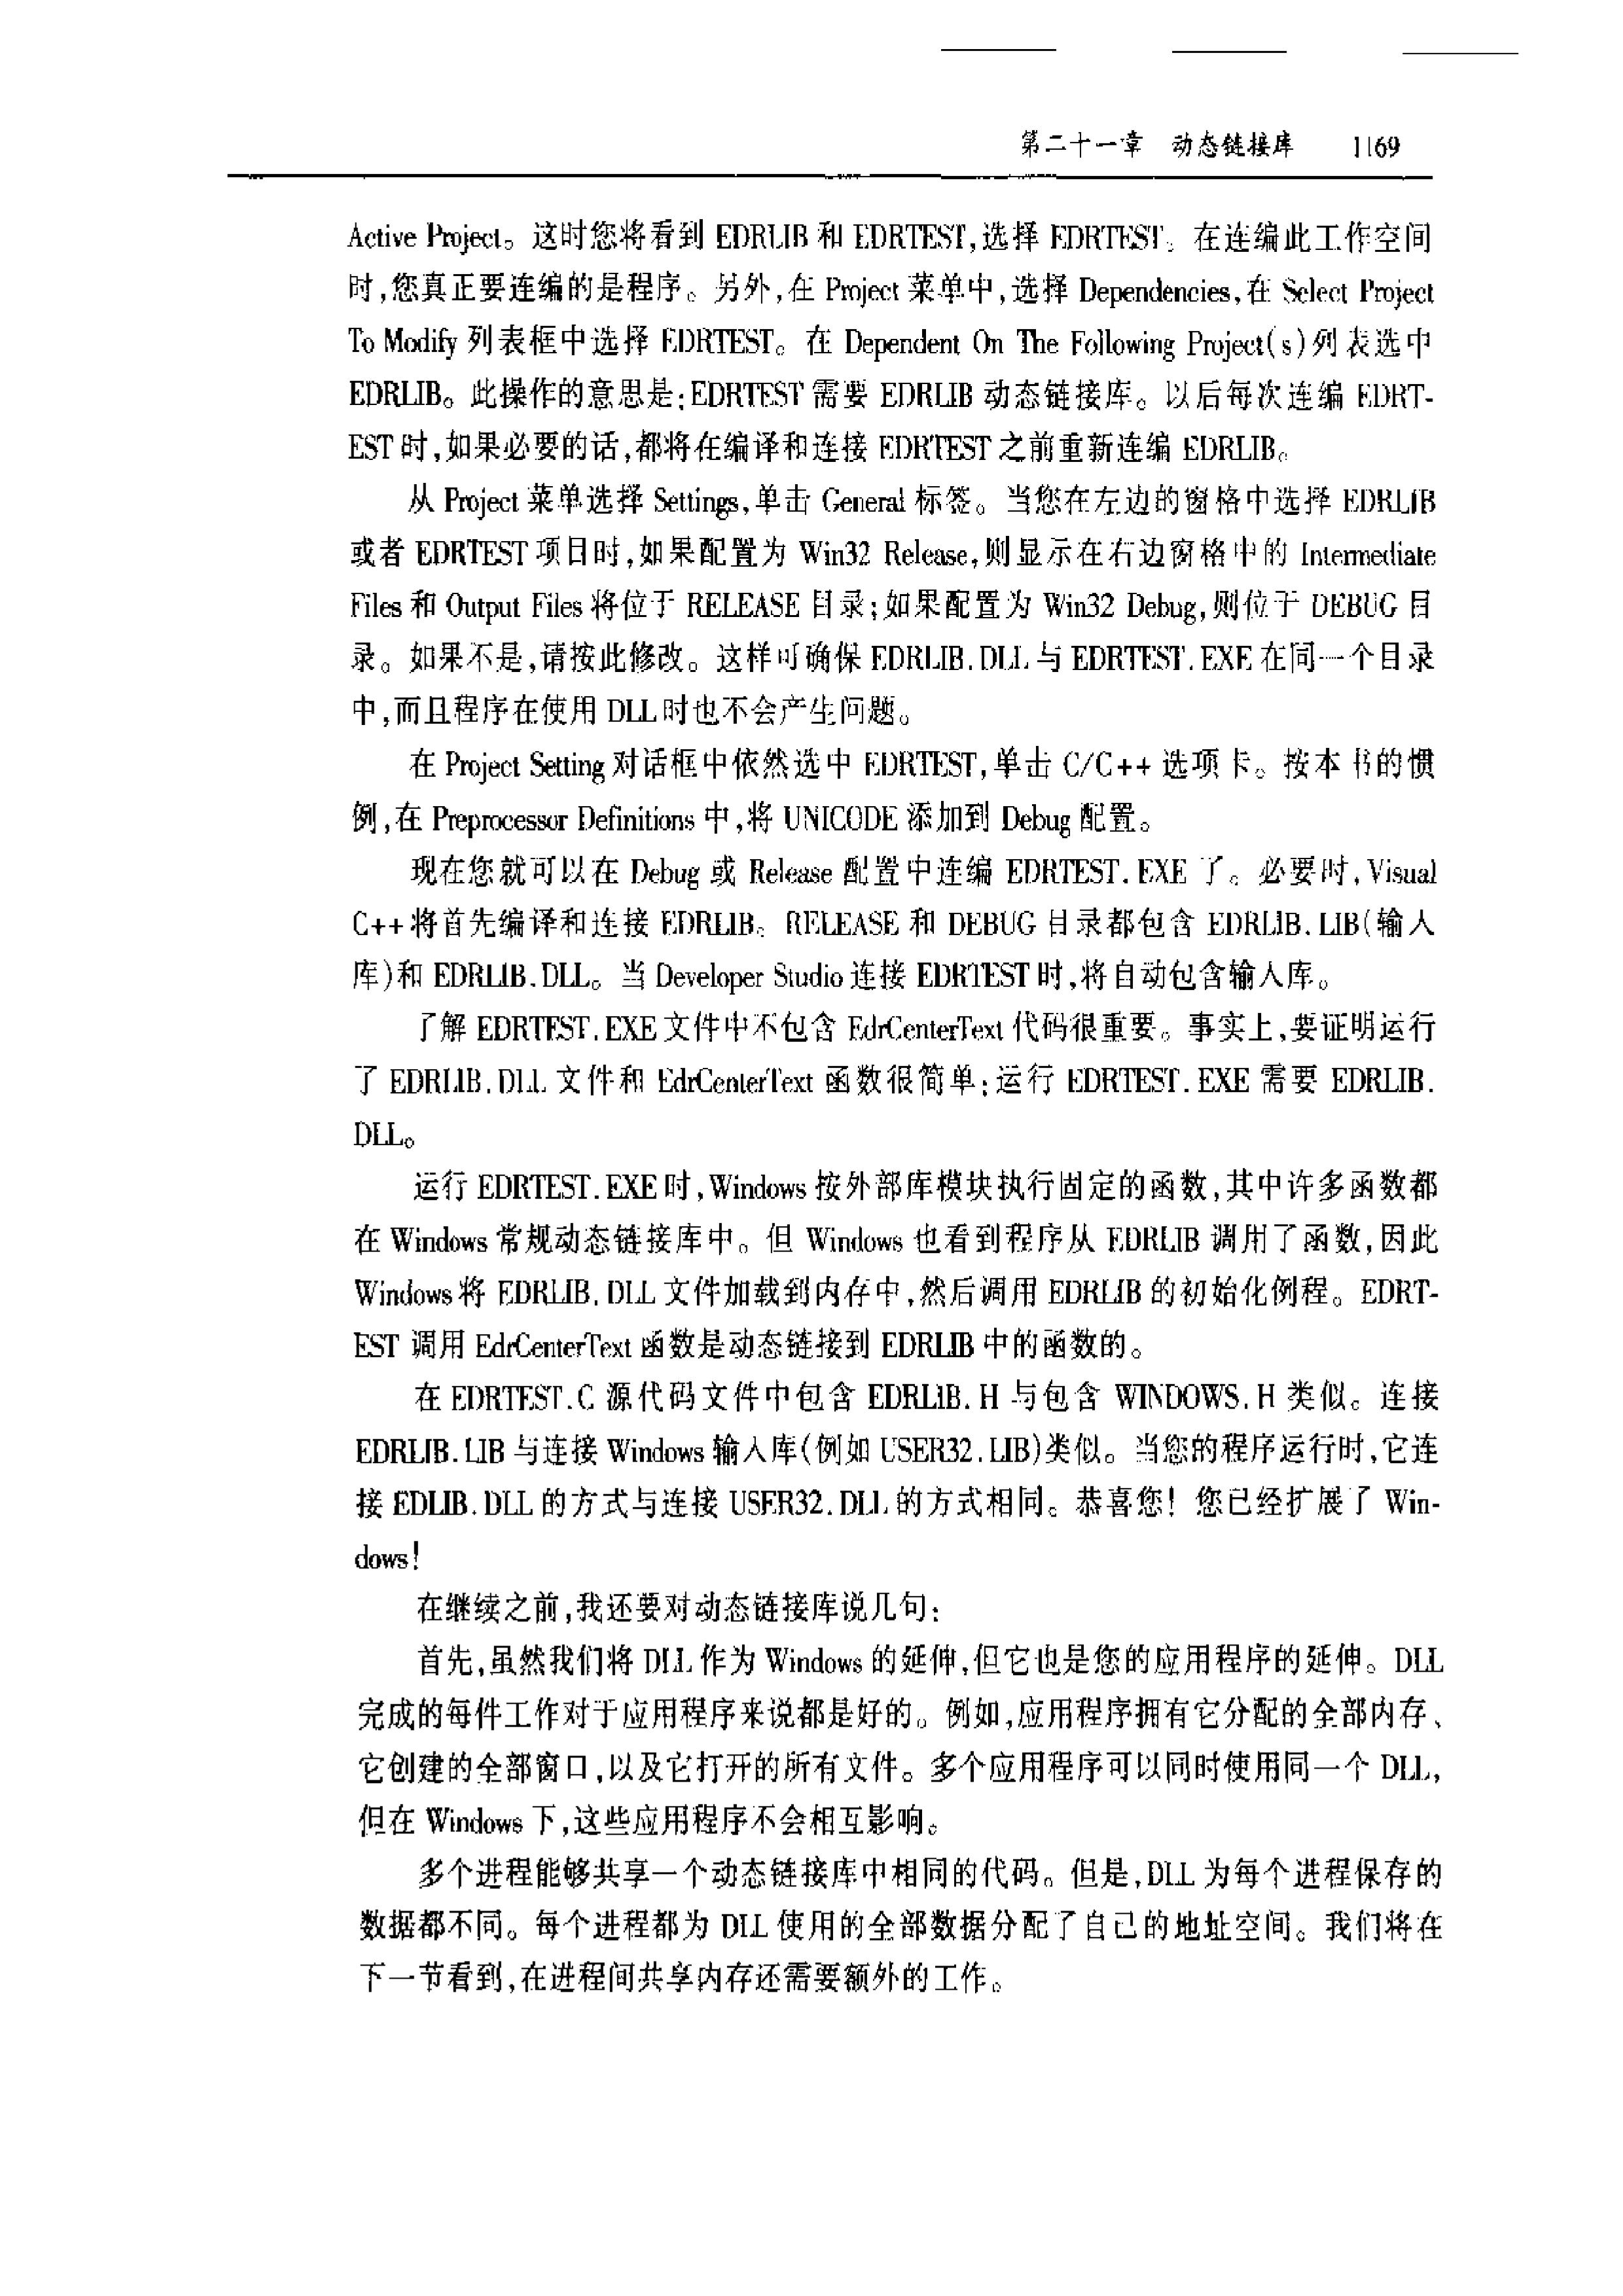 第二十一章 动态链接库 1169
Active Project。这时您将看到 EDRLIB 和 EDRTEST,选择 EDRTEST。在连编此工作空间
时,您真正要连编的是程序。另外,在 Project 菜单中,选择 Dependencies,在 Select Project
To Modify 列表框中选择 EDRTEST。在 Dependent On The Following Project(s)列表选中
EDRLIB。此操作的意思是:EDRTEST 需要 EDRLIB 动态链接库。以后每次连编 EDRT-
EST 时,如果必要的话,都将在编译和连接 EDRTEST 之前重新连编 EDRLIB。
从 Project 菜单选择 Settings,单击 General 标签。当您在左边的窗格中选择 EDRLIB
或者 EDRTEST 项目时,如果配置为 Win32 Release,则显示在右边窗格中的 Intermediate
Files 和 Output Files 将位于 RELEASE 目录;如果配置为 Win32 Debug,则位于 DEBUG 目
录。如果不是,请按此修改。这样可确保 EDRLIB.DLL 与 EDRTEST.EXE 在同一个目录
中,而且程序在使用 DLL 时也不会产生问题。
在 Project Setting 对话框中依然选中 EDRTEST,单击 C/C++ 选项卡。按本书的惯
例,在 Preprocessor Definitions 中,将 UNICODE 添加到 Debug 配置。
现在您就可以在 Debug 或 Release 配置中连编 EDRTEST.EXE 了。必要时,Visual
C++将首先编译和连接 EDRLIB。RELEASE 和 DEBUG 目录都包含 EDRLIB.LIB(输入
库)和 EDRLIB.DLL。当 Developer Studio 连接 EDRTEST 时,将自动包含输入库。
了解 EDRTEST.EXE 文件中不包含 EdrCenterText 代码很重要。事实上,要证明运行
了 EDRLIB.DLL 文件和 EdrCenterText 函数很简单;运行 EDRTEST.EXE 需要 EDRLIB.
DLL。
运行 EDRTEST.EXE 时,Windows 按外部库模块执行固定的函数,其中许多函数都
在 Windows 常规动态链接库中。但 Windows 也看到程序从 EDRLIB 调用了函数,因此
Windows 将 EDRLIB.DLL 文件加载到内存中,然后调用 EDRLIB 的初始化例程。EDRT-
EST 调用 EdrCenterText 函数是动态链接到 EDRLIB 中的函数的。
在 EDRTEST.C 源代码文件中包含 EDRLIB.H 与包含 WINDOWS.H 类似。连接
EDRLIB.LIB 与连接 Windows 输入库(例如 USER32.LIB)类似。当您的程序运行时,它连
接 EDLIB.DLL 的方式与连接 USER32.DLL 的方式相同。恭喜您!您已经扩展了 Win-
dows!
在继续之前,我还要对动态链接库说几句:
首先,虽然我们将 DLL 作为 Windows 的延伸,但它也是您的应用程序的延伸。DLL
完成的每件工作对于应用程序来说都是好的。例如,应用程序拥有它分配的全部内存、
它创建的全部窗口,以及它打开的所有文件。多个应用程序可以同时使用同一个 DLL,
但在 Windows 下,这些应用程序不会相互影响。
多个进程能够共享一个动态链接库中相同的代码。但是,DLL 为每个进程保存的
数据都不同。每个进程都为 DLL 使用的全部数据分配了自己的地址空间。我们将在
下一节看到,在进程间共享内存还需要额外的工作。